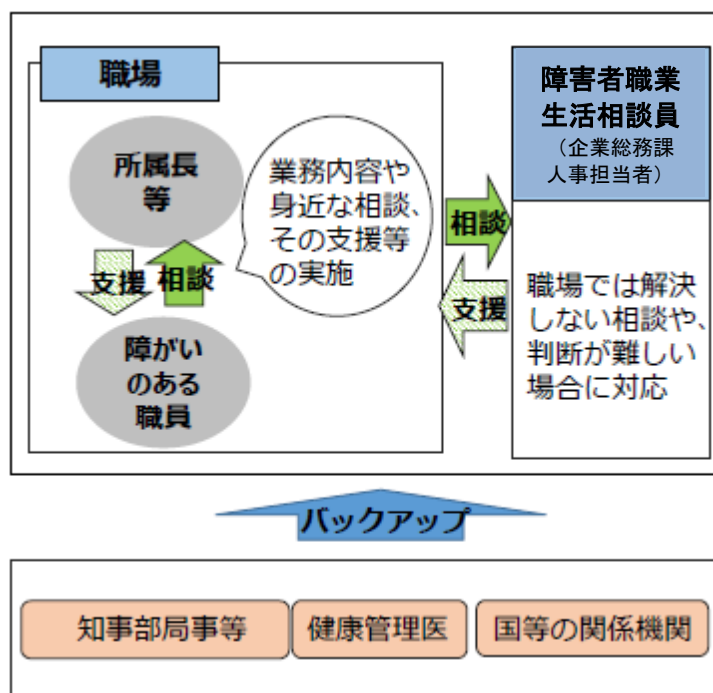 職場
所属長
等
業務内容や
身近な相談、
その支援等
の実施
支援
相談
障がい
のある
職員
相談
支援
障害者職業
生活相談員
（企業総務課
人事担当者）
職場では解決
しない相談や、
判断が難しい
場合に対応
バックアップ
知事部局事等
健康管理医
国等の関係機関